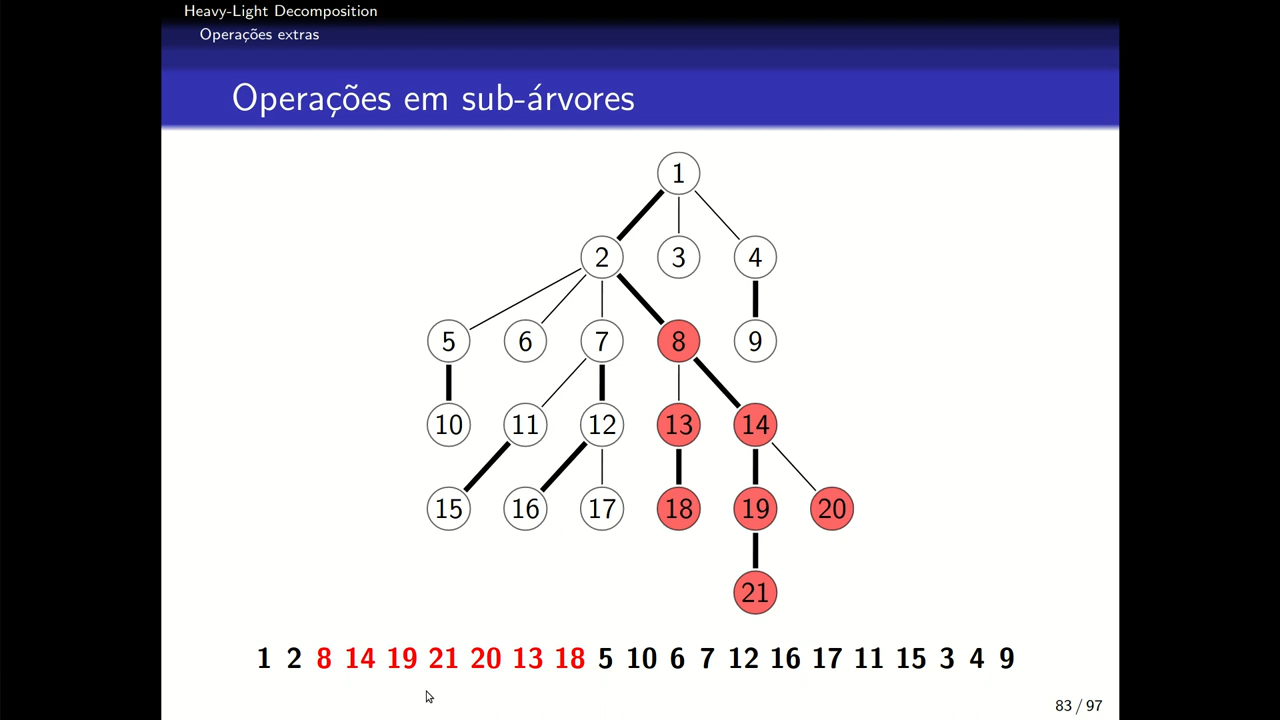 Heavy-Light Decomposition
Operações extras
Operações em sub-árvores
1
2 3 4
5 6 7 8 9
10 11 12 13 14
15 16 17 18 19 20
21
1 2 8 14 19 21 20 13 18 5 10 6 7 12 16 17 11 15 3 4 9
83 / 97